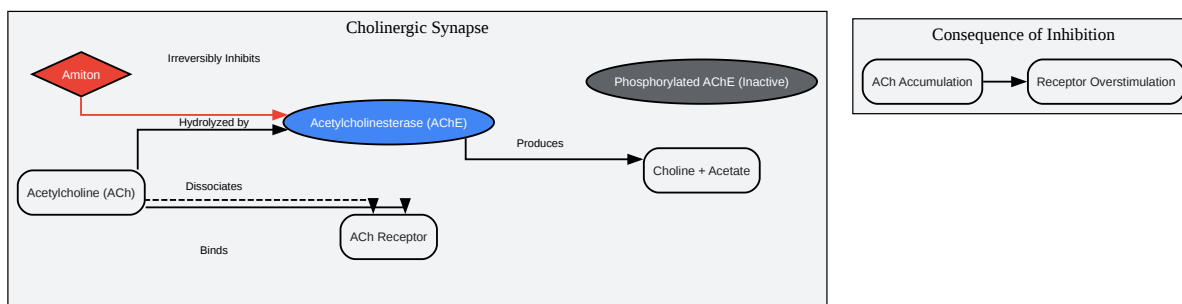 Cholinergic Synapse
Consequence of Inhibition
Irreversibly Inhibits
Amiton
Phosphorylated AChE (Inactive)
ACh Accumulation
Receptor Overstimulation
Hydrolyzed by
Acetylcholinesterase (AChE)
Produces
Choline + Acetate
Acetylcholine (ACh)
Dissociates
ACh Receptor
Binds